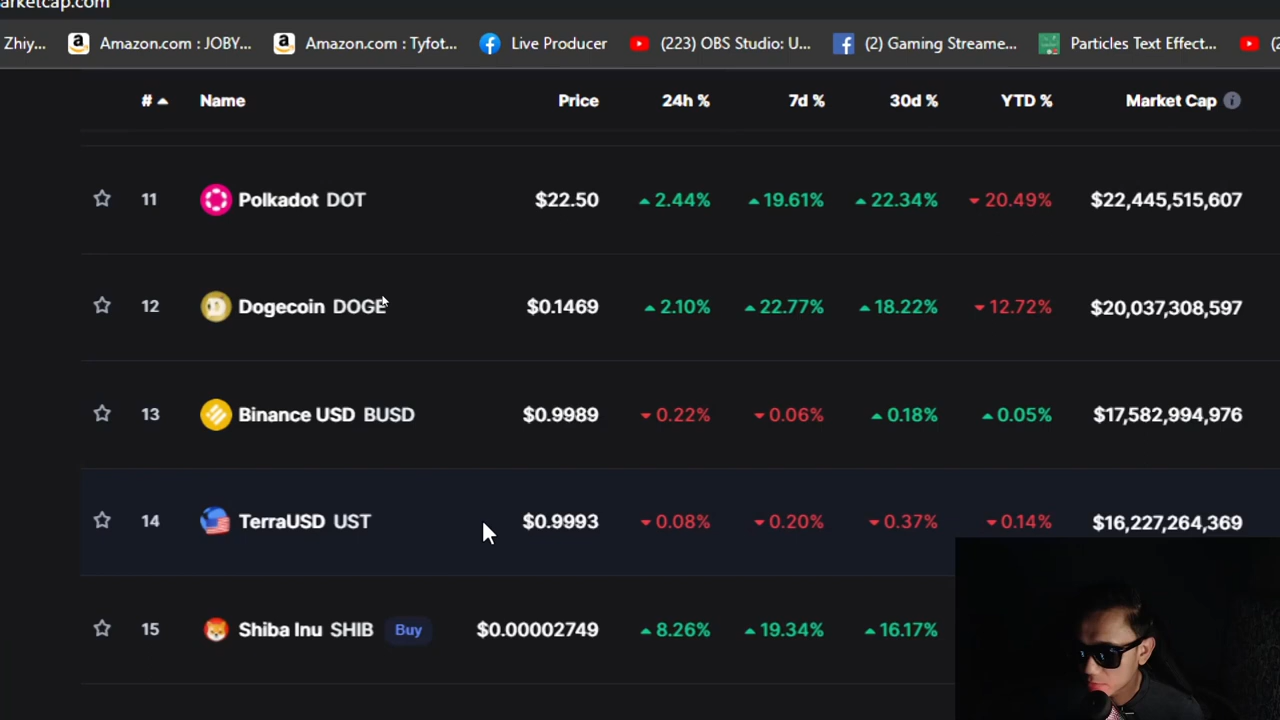 arketcap.com
Zhiy... Amazon.com : JOBY... Amazon.com : Tyfot... Live Producer (223) OBS Studio: U... (2) Gaming Streame... Particles Text Effect...
# Name Price 24h % 7d % 30d % YTD % Market Cap
11 Polkadot DOT $22.50 2.44% 19.61% 22.34% 20.49% $22,445,515,607
12 Dogecoin DOGE $0.1469 2.10% 22.77% 18.22% 12.72% $20,037,308,597
13 Binance USD BUSD $0.9989 0.22% 0.06% 0.18% 0.05% $17,582,994,976
14 TerraUSD UST $0.9993 0.08% 0.20% 0.37% 0.14% $16,227,264,369
15 Shiba Inu SHIB Buy $0.00002749 8.26% 19.34% 16.17%